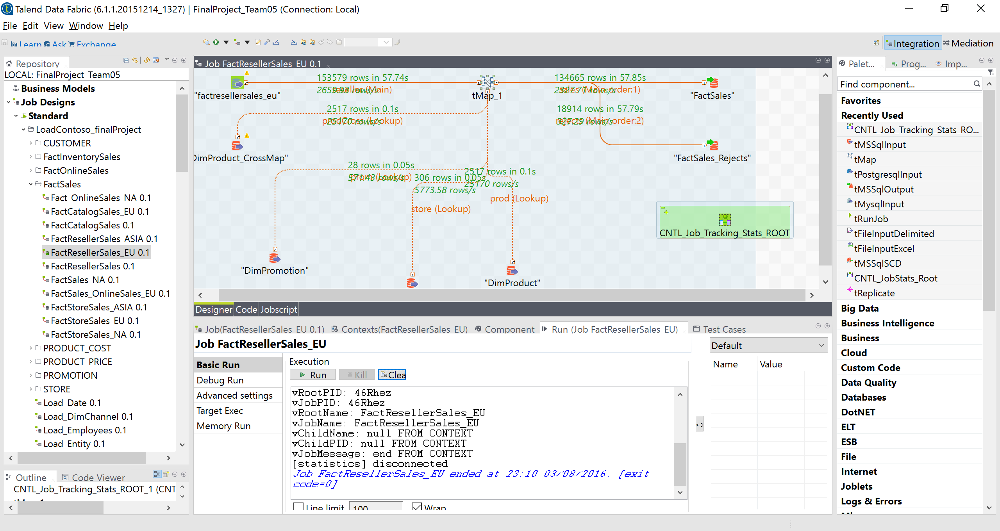 Talend Data Fabric (6.1.1.20151214_1327) | FinalProject_Team05 (Connection: Local)
File Edit View Window Help
Learn Ask Exchange
Integration Mediation
Repository
LOCAL: FinalProject_Team05
Business Models
Job Designs
Standard
LoadContoso_finalProject
CUSTOMER
FactInventorySales
FactOnlineSales
FactSales
Fact_OnlineSales_NA 0.1
FactCatalogSales_EU 0.1
FactCatalogSales 0.1
FactResellerSales_ASIA 0.1
FactResellerSales_EU 0.1
FactResellerSales 0.1
FactSales_NA 0.1
FactSales_OnlineSales_EU 0.1
FactStoreSales_ASIA 0.1
FactStoreSales_EU 0.1
FactStoreSales_NA 0.1
PRODUCT_COST
PRODUCT_PRICE
PROMOTION
STORE
Load_Date 0.1
Load_DimChannel 0.1
Load_Employees 0.1
Load_Entity 0.1
Outline Code Viewer
CNTL_Job_Tracking_Stats_ROOT_1 (CNT
Job FactResellerSales_EU 0.1
153579 rows in 57.74s
2659.93 rows/s
reseller (Main)
134665 rows in 57.85s
2327.71 rows/s
sales (Main order:1)
"factresellersales_eu"
tMap_1
"FactSales"
2517 rows in 0.1s
25170 rows/s
prodCross (Lookup)
18914 rows in 57.79s
327.29 rows/s
rejects (Main order:2)
DimProduct_CrossMap"
"FactSales_Rejects"
28 rows in 0.05s
571.43 rows/s
prom (Lookup)
306 rows in 0.05s
5773.58 rows/s
2517 rows in 0.1s
25170 rows/s
prod (Lookup)
store (Lookup)
CNTL_Job_Tracking_Stats_ROOT
"DimPromotion"
"DimProduct"
Designer Code Jobscript
Job(FactResellerSales_EU 0.1) Contexts(FactResellerSales_EU) Component Run (Job FactResellerSales_EU) Test Cases
Job FactResellerSales_EU
Basic Run
Debug Run
Advanced settings
Target Exec
Memory Run
Execution
Run Kill Clea
vRootPID: 46Rhez
vJobPID: 46Rhez
vRootName: FactResellerSales_EU
vJobName: FactResellerSales_EU
vChildName: null FROM CONTEXT
vChildPID: null FROM CONTEXT
vJobMessage: end FROM CONTEXT
[statistics] disconnected
Job FactResellerSales_EU ended at 23:10 03/08/2016. [exit
code=0]
Line limit 100 Wrap
Default
Name Value
Palet... Prog... Imp...
Find component...
Favorites
Recently Used
CNTL_Job_Tracking_Stats_RO...
tMSSqlInput
tMap
tPostgresqlInput
tMSSqlOutput
tMysqlInput
tRunJob
tFileInputDelimited
tFileInputExcel
tMSSqlSCD
CNTL_JobStats_Root
tReplicate
Big Data
Business Intelligence
Business
Cloud
Custom Code
Data Quality
Databases
DotNET
ELT
ESB
File
Internet
Joblets
Logs & Errors